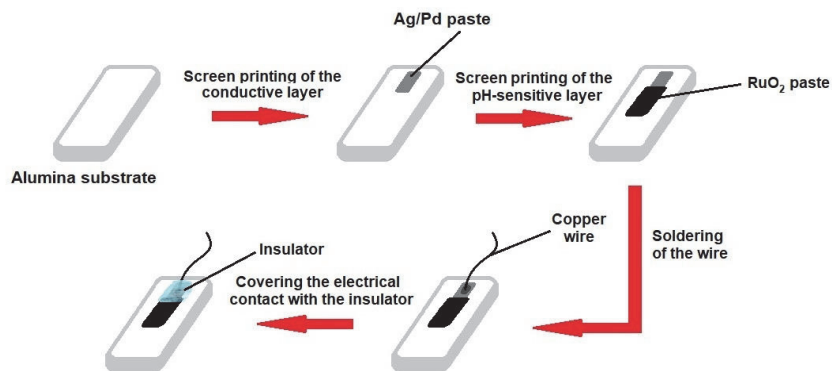 Ag/Pd paste
Screen printing of the
conductive layer
Screen printing of the
pH-sensitive layer
RuO₂ paste
Alumina substrate
Copper
wire
Soldering
of the wire
Insulator
Covering the electrical
contact with the insulator